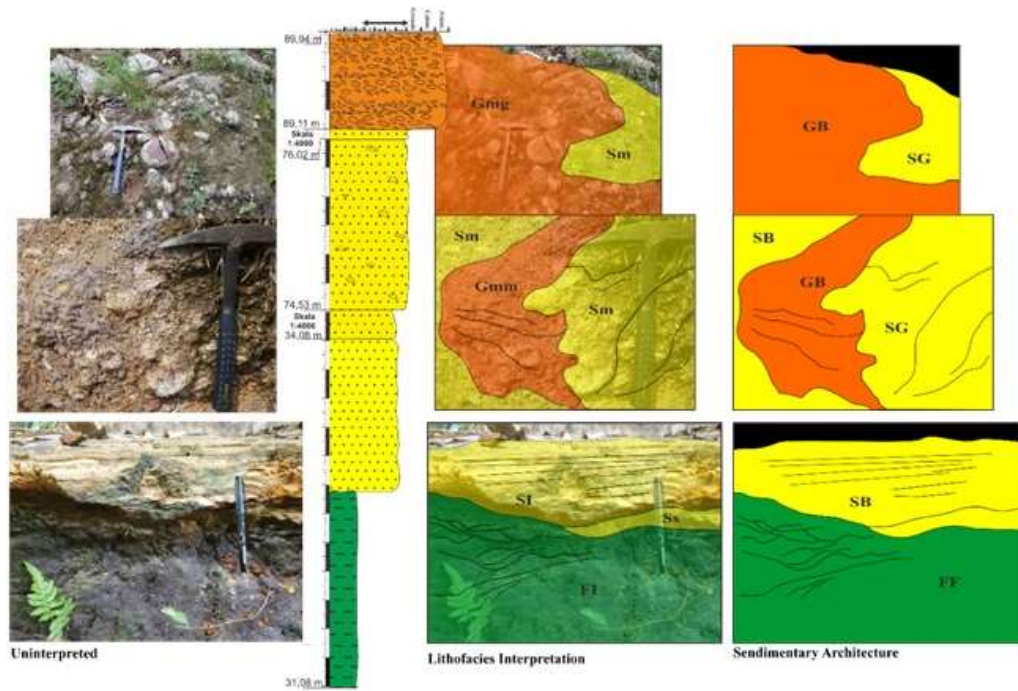 89,94 m
89,11 m
Skala
1:4000
76,02 m
74,53 m
Skala
1:4000
34,08 m
31,08 m
Gmg
Sm
Sm
Gmm
Sm
Sl
Ss
Fl
GB
SG
SB
GB
SG
SB
FF
Uninterpreted
Lithofacies Interpretation
Sendimentary Architecture